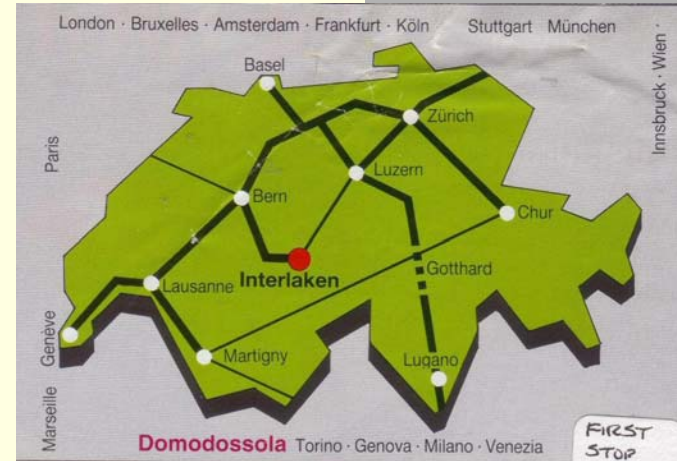 London · Bruxelles · Amsterdam · Frankfurt · Köln Stuttgart München
Innsbruck · Wien ·
Basel
Zürich
Paris
Luzern
Bern
Chur
Interlaken
Gotthard
Lausanne
Genève
Martigny
Lugano
Marseille
Domodossola Torino · Genova · Milano · Venezia
FIRST
STOP